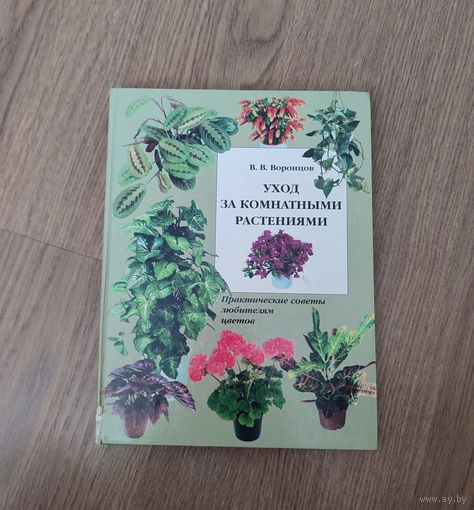 В. В. Воронцов
УХОД
ЗА КОМНАТНЫМИ
РАСТЕНИЯМИ
Практические советы
любителям
цветов
www.ay.by